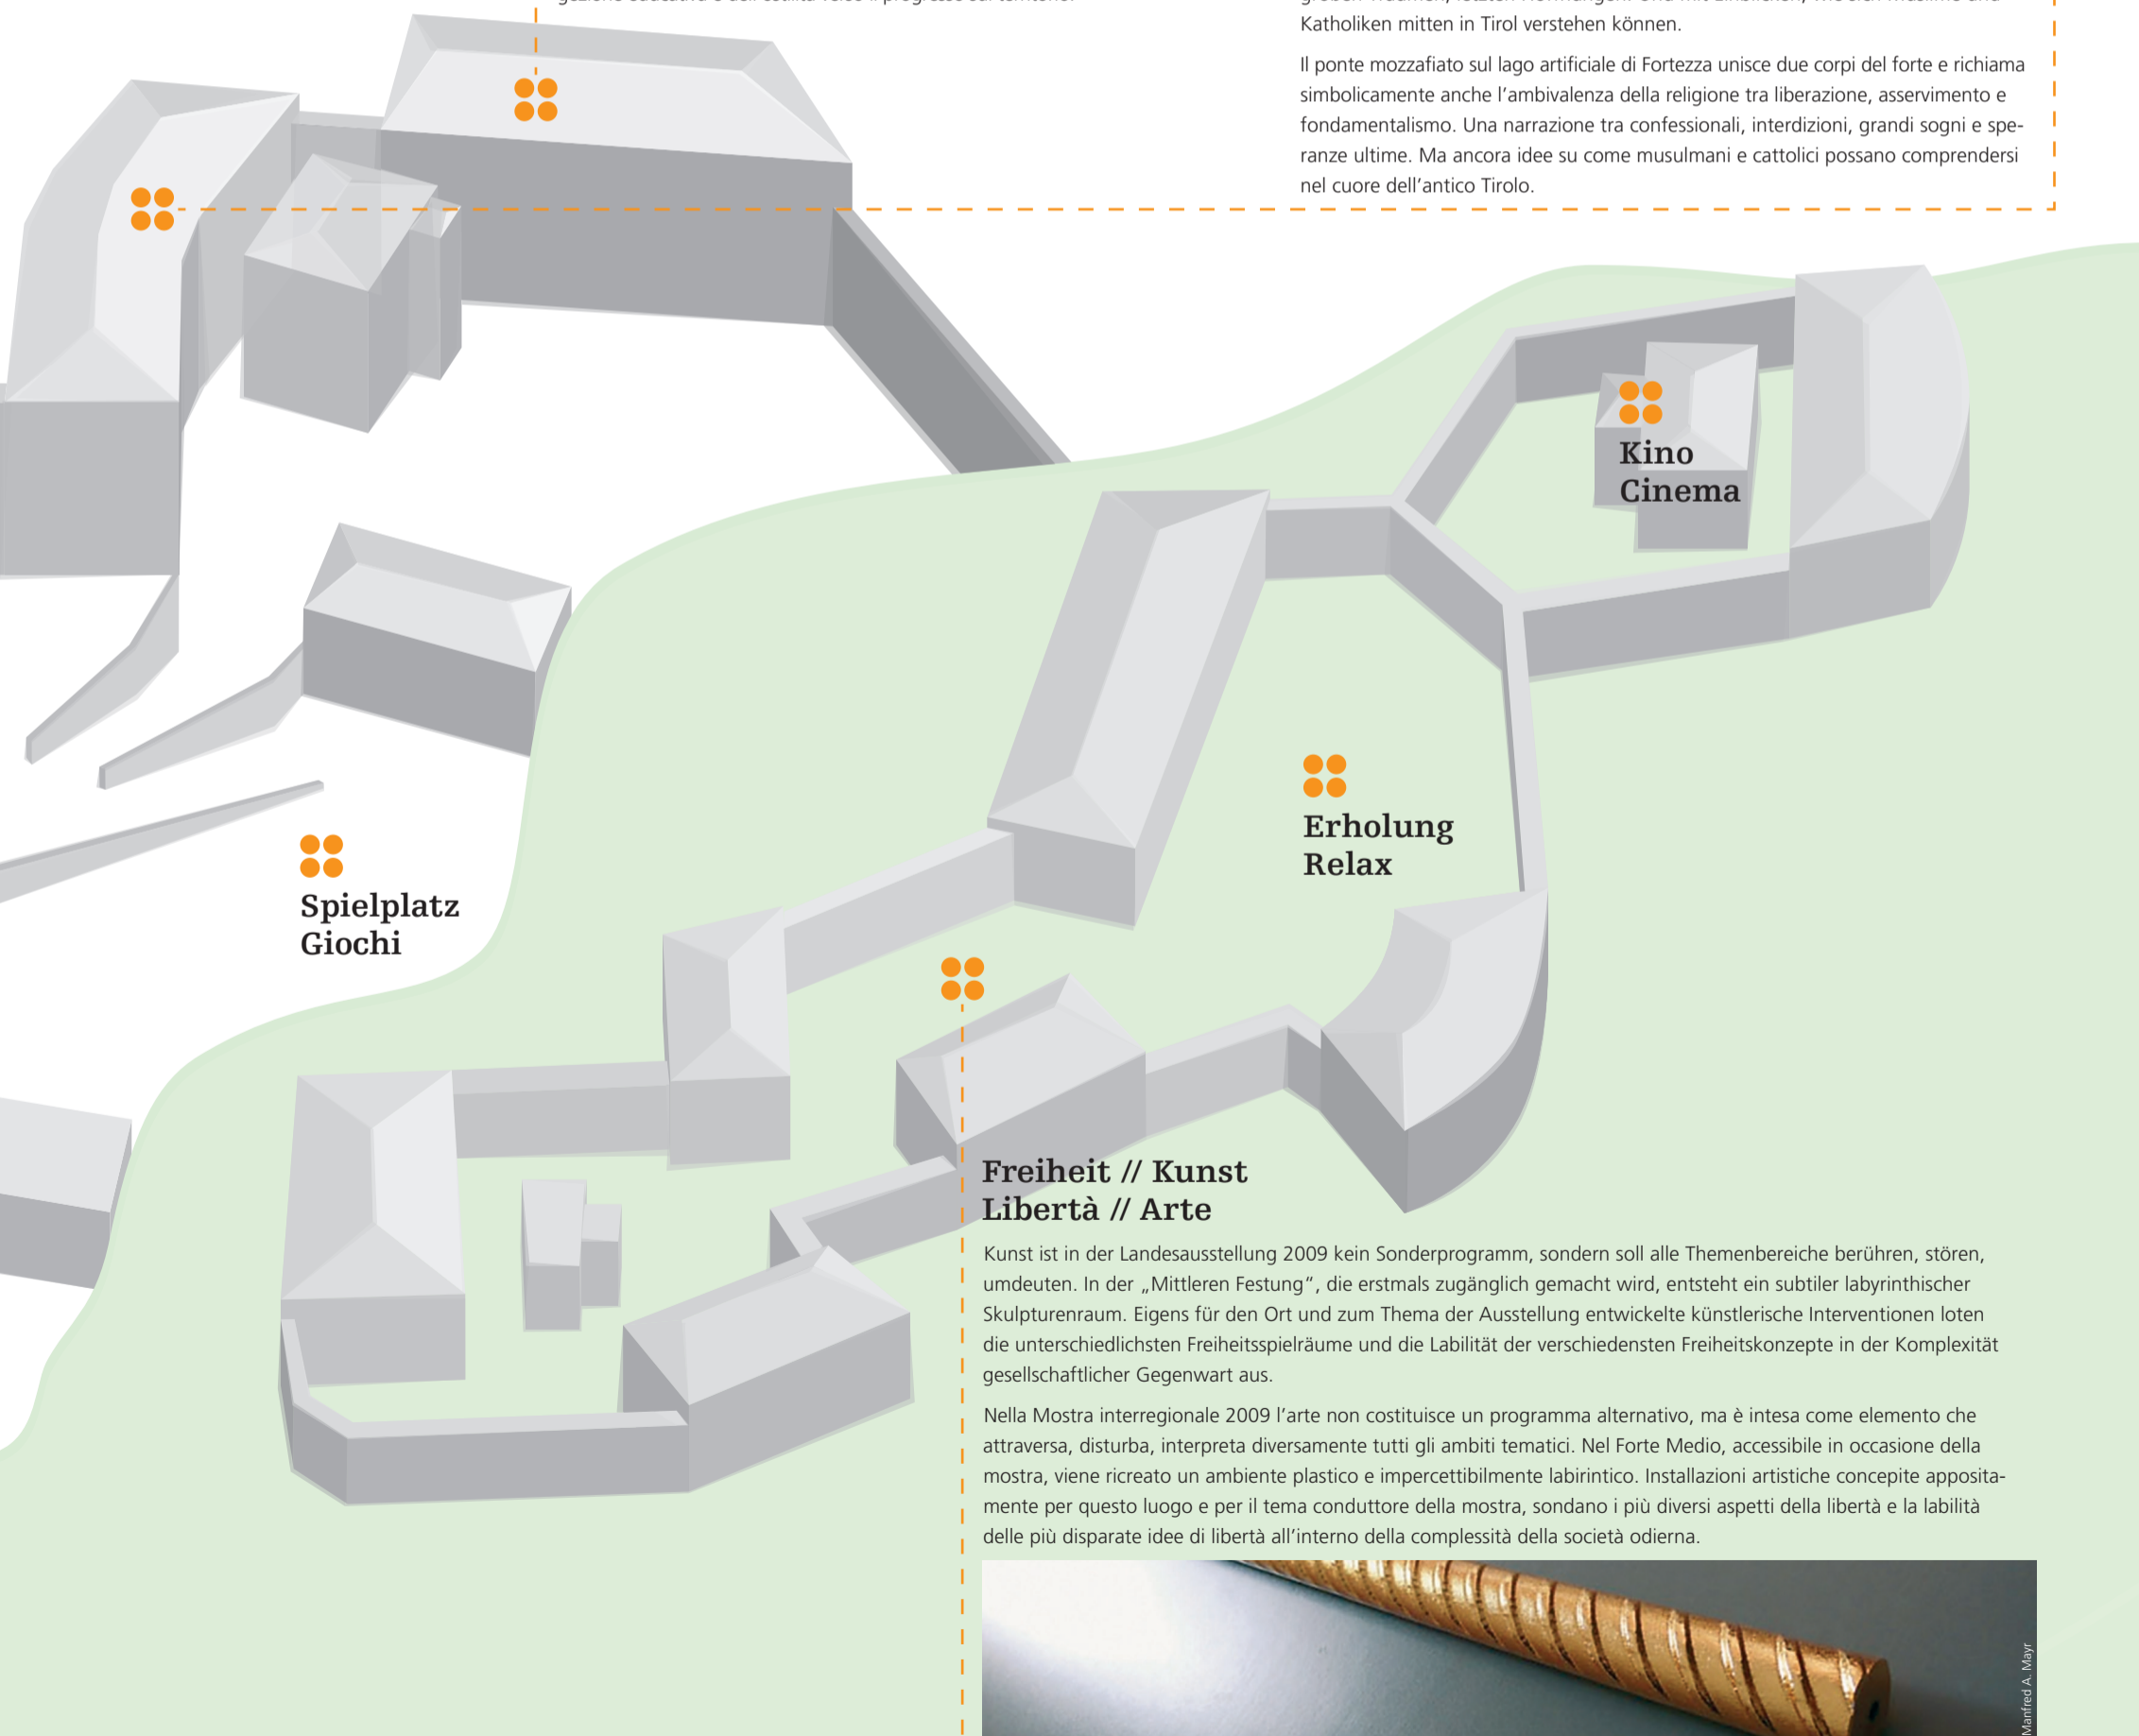 Katholiken mitten in Tirol verstehen können.
Il ponte mozzafiato sul lago artificiale di Fortezza unisce due corpi del forte e richiama
simbolicamente anche l’ambivalenza della religione tra liberazione, asservimento e
fondamentalismo. Una narrazione tra confessionali, interdizioni, grandi sogni e spe-
ranze ultime. Ma ancora idee su come musulmani e cattolici possano comprendersi
nel cuore dell’antico Tirolo.
Kino
Cinema
Erholung
Relax
Spielplatz
Giochi
Freiheit // Kunst
Libertà // Arte
Kunst ist in der Landesausstellung 2009 kein Sonderprogramm, sondern soll alle Themenbereiche berühren, stören,
umdeuten. In der „Mittleren Festung“, die erstmals zugänglich gemacht wird, entsteht ein subtiler labyrinthischer
Skulpturenraum. Eigens für den Ort und zum Thema der Ausstellung entwickelte künstlerische Interventionen loten
die unterschiedlichsten Freiheitsspielräume und die Labilität der verschiedensten Freiheitskonzepte in der Komplexität
gesellschaftlicher Gegenwart aus.
Nella Mostra interregionale 2009 l’arte non costituisce un programma alternativo, ma è intesa come elemento che
attraversa, disturba, interpreta diversamente tutti gli ambiti tematici. Nel Forte Medio, accessibile in occasione della
mostra, viene ricreato un ambiente plastico e impercettibilmente labirintico. Installazioni artistiche concepite apposita-
mente per questo luogo e per il tema conduttore della mostra, sondano i più diversi aspetti della libertà e la labilità
delle più disparate idee di libertà all’interno della complessità della società odierna.
Manfred A. Mayr